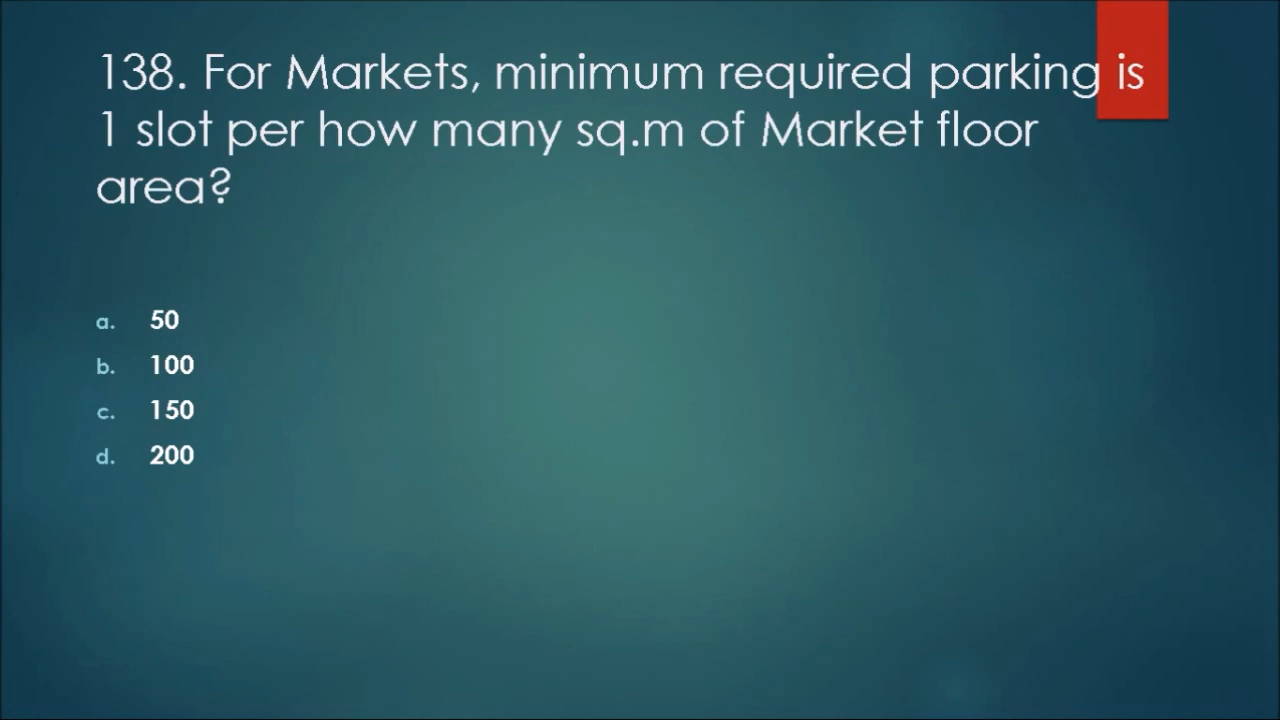 138. For Markets, minimum required parking is
1 slot per how many sq.m of Market floor
area?
a. 50
b. 100
c. 150
d. 200